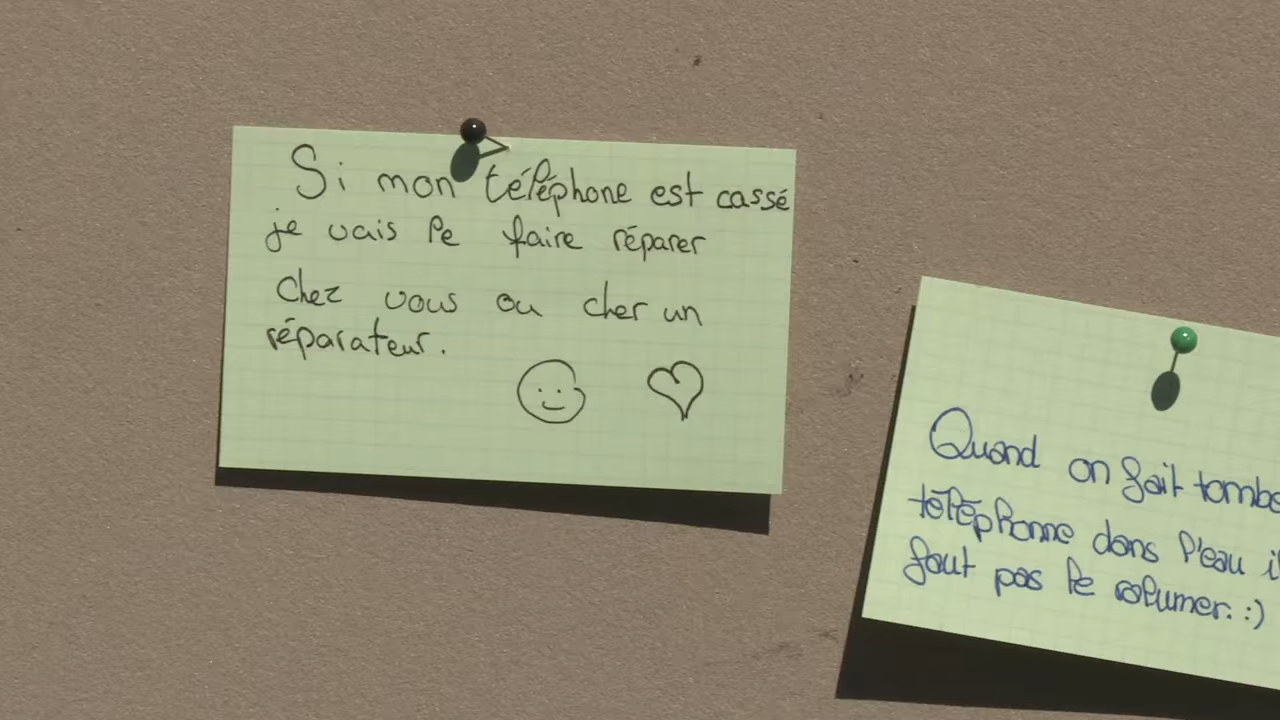 Si mon téléphone est cassé
je vais le faire réparer
Chez vous ou cher un
réparateur.
Quand on fait tombe
téléphonne dans l'eau i
faut pas le ralumer. :)